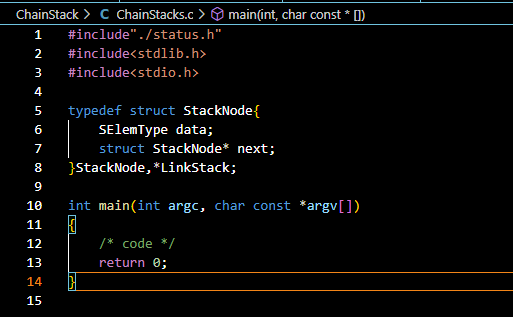 ChainStack > C ChainStacks.c > main(int, char const * [])
1 #include"./status.h"
2 #include<stdlib.h>
3 #include<stdio.h>
4
5 typedef struct StackNode{
6     SElemType data;
7     struct StackNode* next;
8 }StackNode,*LinkStack;
9
10 int main(int argc, char const *argv[])
11 {
12     /* code */
13     return 0;
14 }
15